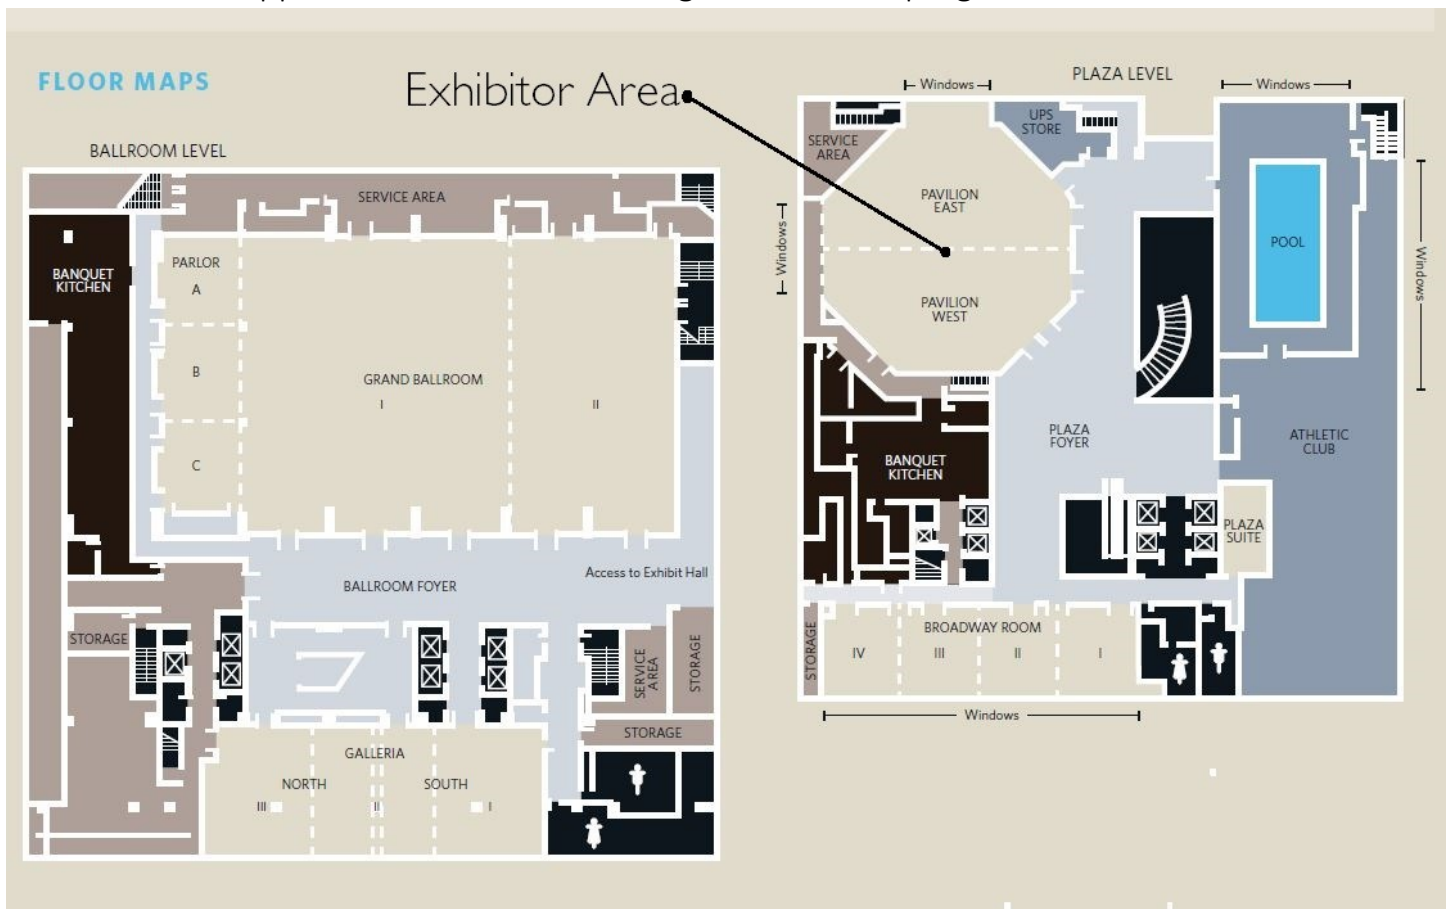 FLOOR MAPS
Exhibitor Area
BALLROOM LEVEL
SERVICE AREA
BANQUET
KITCHEN
PARLOR
A
B
C
GRAND BALLROOM
I
II
BALLROOM FOYER
Access to Exhibit Hall
STORAGE
SERVICE
AREA
STORAGE
STORAGE
GALLERIA
NORTH
SOUTH
III
II
I
PLAZA LEVEL
Windows
Windows
SERVICE
AREA
UPS
STORE
PAVILION
EAST
Windows
PAVILION
WEST
POOL
Windows
PLAZA
FOYER
ATHLETIC
CLUB
BANQUET
KITCHEN
PLAZA
SUITE
STORAGE
BROADWAY ROOM
IV
III
II
I
Windows